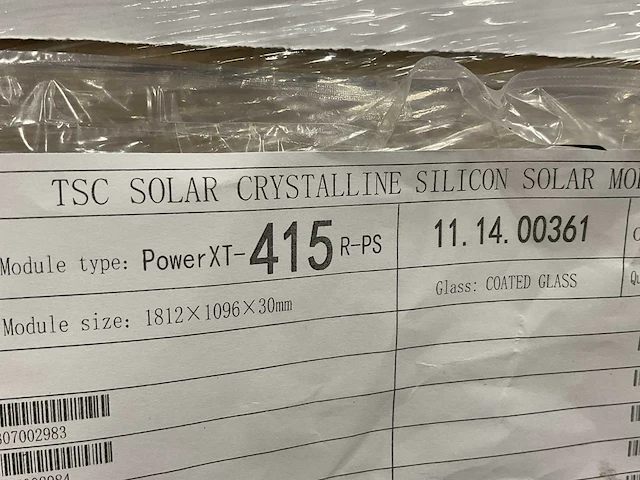 TSC SOLAR CRYSTALLINE SILICON SOLAR
Module type: PowerXT-415R-PS
11.14.00361
Module size: 1812×1096×30mm
Glass: COATED GLASS
07002983